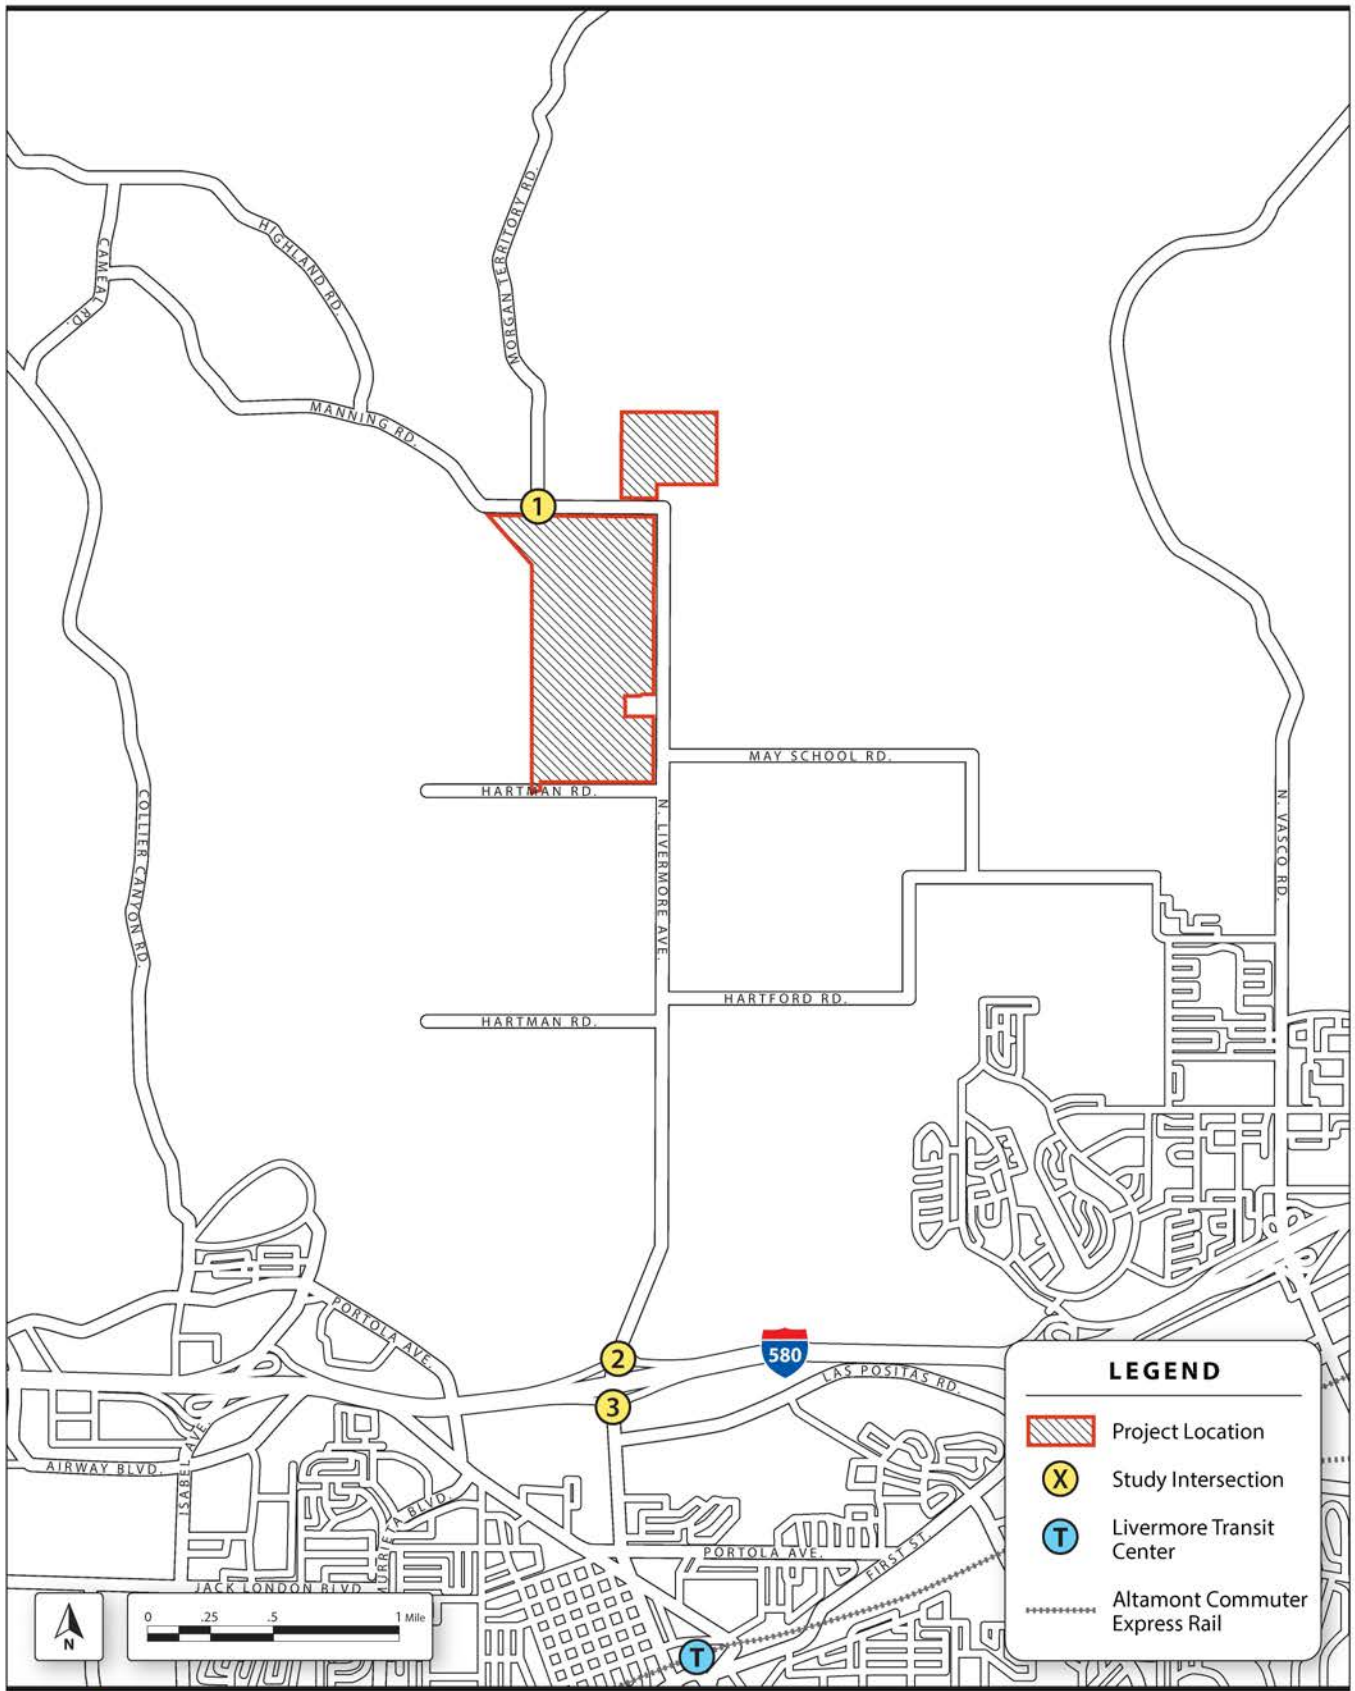 MORGAN TERRITORY RD.
HIGHLAND RD.
CAMEAL RD.
MANNING RD.
1
MAY SCHOOL RD.
HARTMAN RD.
N. LIVERMORE AVE.
N. VASCO RD.
COLLIER CANYON RD.
HARTFORD RD.
HARTMAN RD.
PORTOLA AVE.
2
580
3
LAS POSITAS RD.
ISABEL AVE.
AIRWAY BLVD.
MURRIETA BLVD.
PORTOLA AVE.
FIRST ST.
JACK LONDON BLVD
T
N
0 .25 .5 1 Mile
LEGEND
Project Location
X
Study Intersection
T
Livermore Transit
Center
Altamont Commuter
Express Rail